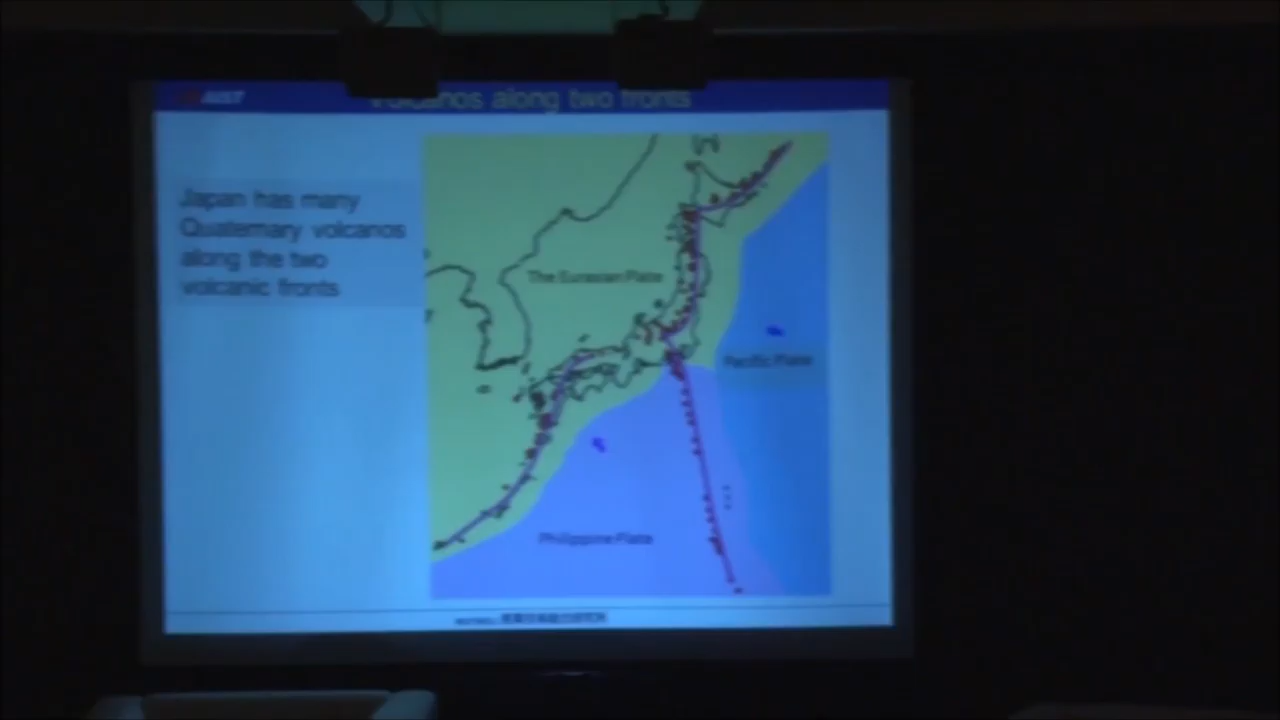 AIST
Volcanos along two fronts
Japan has many
Quaternary volcanos
along the two
volcanic fronts
The Eurasian Plate
Pacific Plate
Philippine Plate